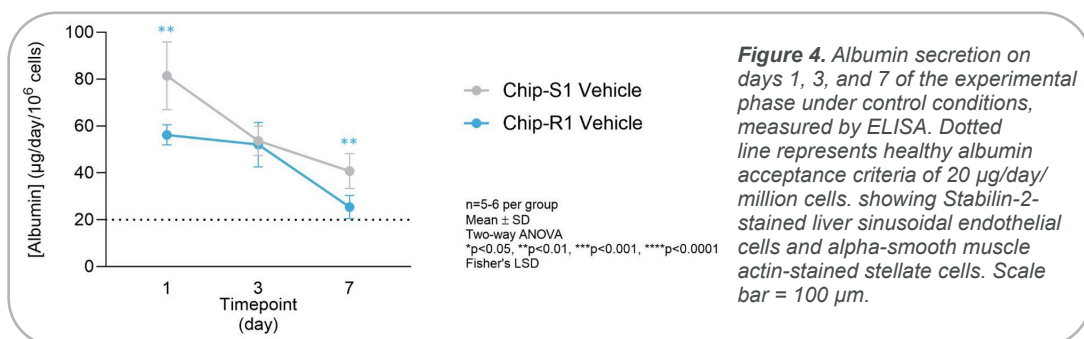 100
80
60
40
20
0
[Albumin] (µg/day/10⁶ cells)
**
**
1
3
7
Timepoint
(day)
Chip-S1 Vehicle
Chip-R1 Vehicle
n=5-6 per group
Mean ± SD
Two-way ANOVA
*p<0.05, **p<0.01, ***p<0.001, ****p<0.0001
Fisher's LSD
Figure 4. Albumin secretion on
days 1, 3, and 7 of the experimental
phase under control conditions,
measured by ELISA. Dotted
line represents healthy albumin
acceptance criteria of 20 µg/day/
million cells. showing Stabilin-2-
stained liver sinusoidal endothelial
cells and alpha-smooth muscle
actin-stained stellate cells. Scale
bar = 100 µm.